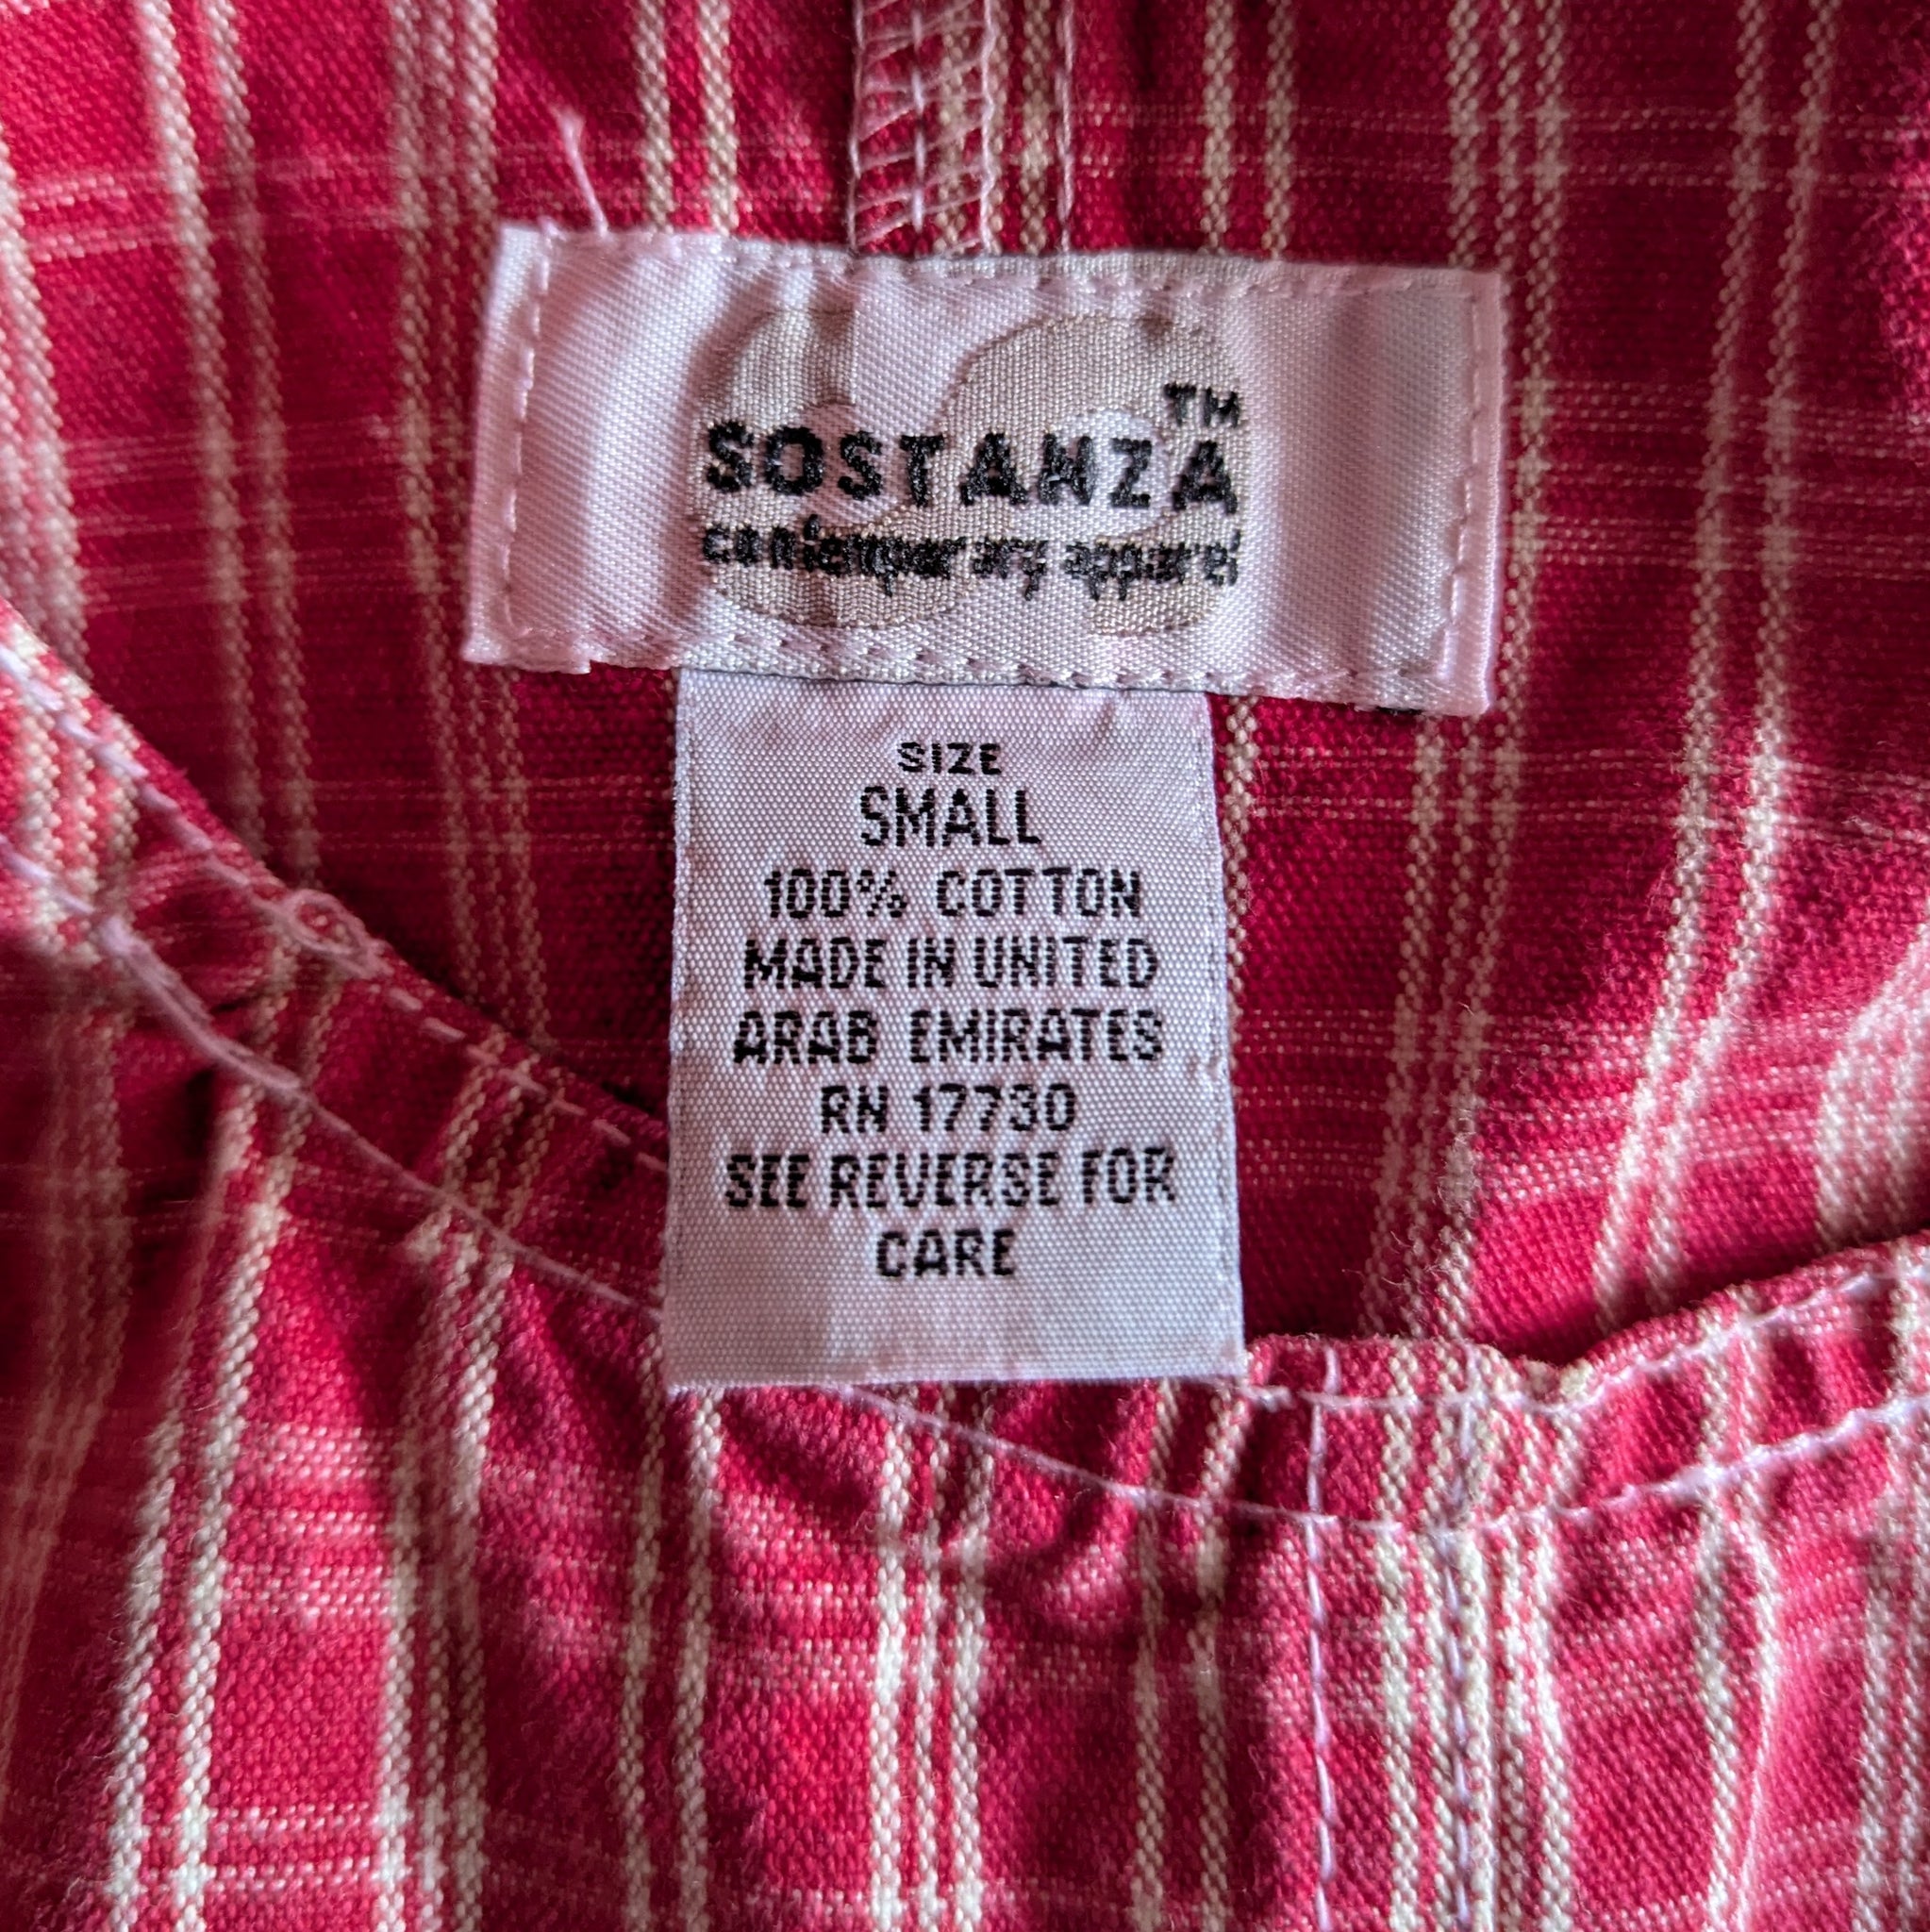 SOSTANZA™
contemporary apparel
SIZE
SMALL
100% COTTON
MADE IN UNITED
ARAB EMIRATES
RN 17730
SEE REVERSE FOR
CARE